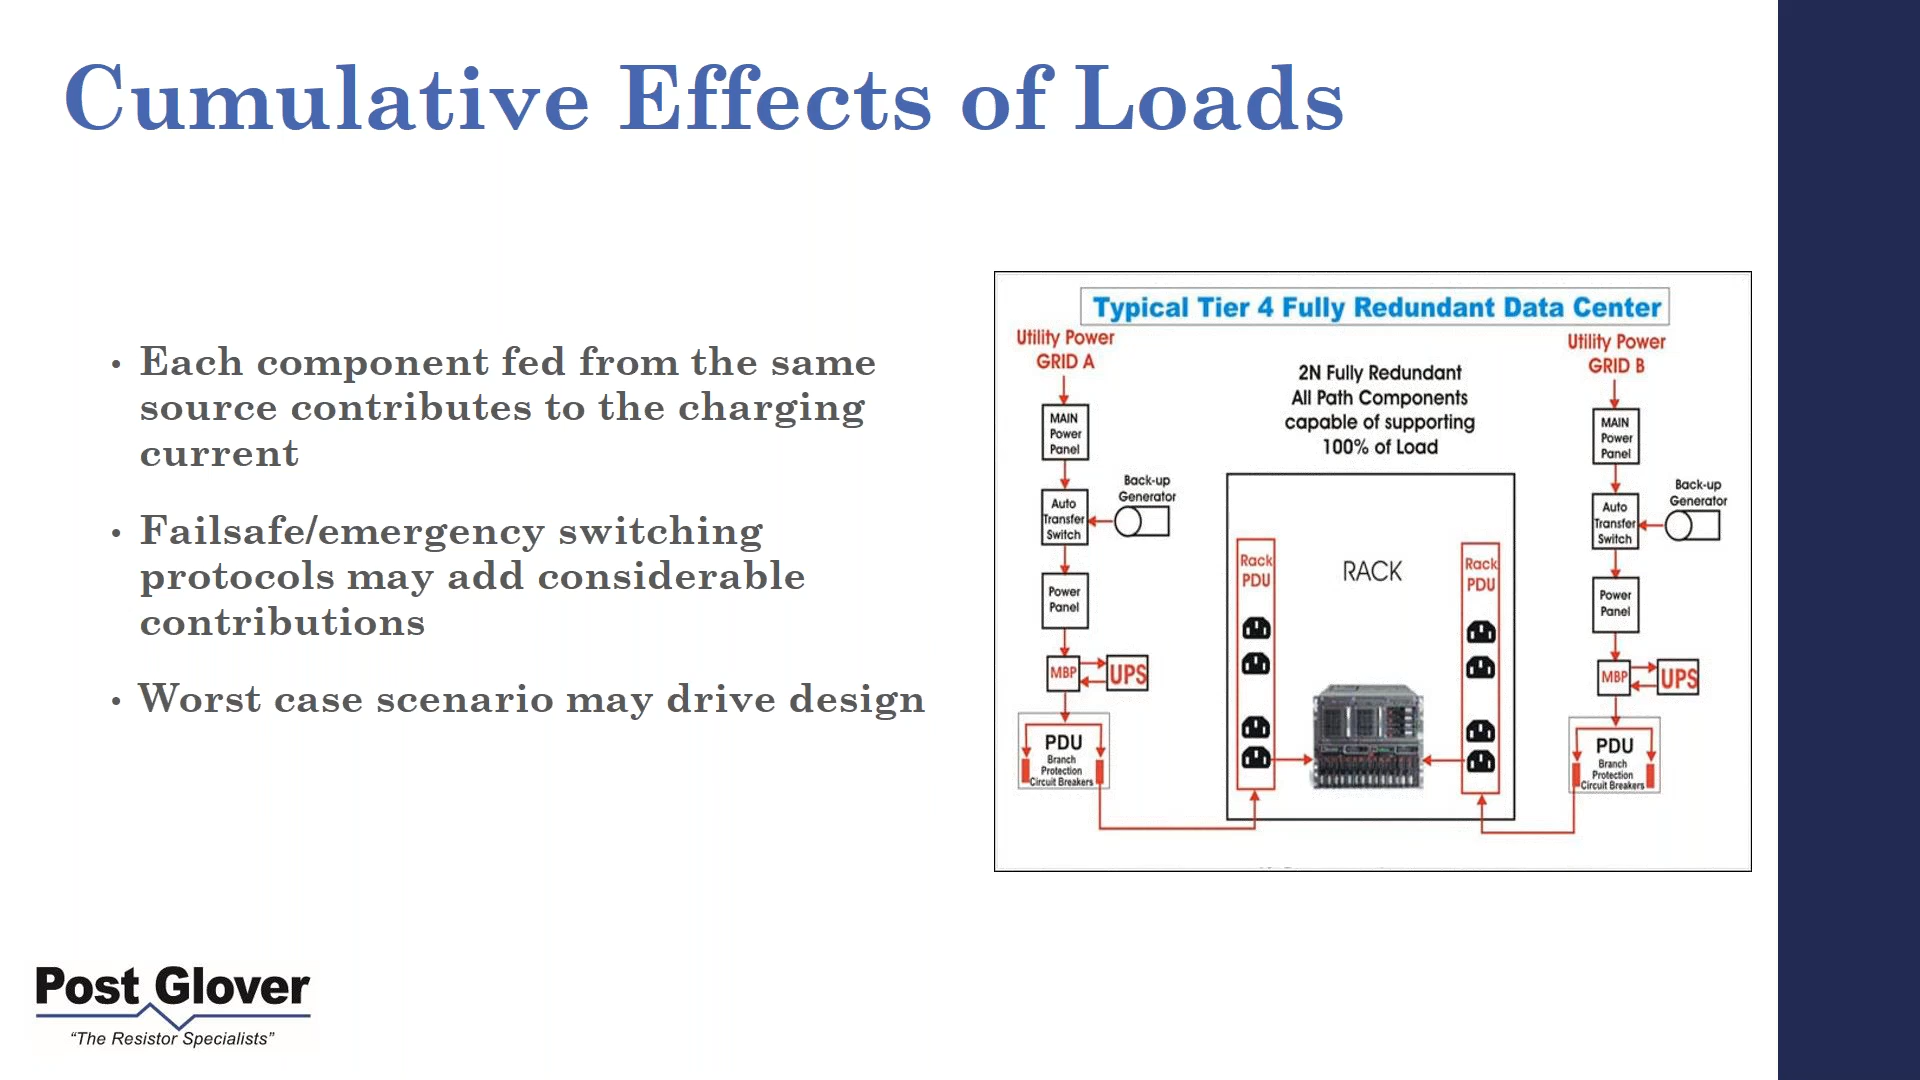 Cumulative Effects of Loads
• Each component fed from the same
source contributes to the charging
current
• Failsafe/emergency switching
protocols may add considerable
contributions
• Worst case scenario may drive design
Typical Tier 4 Fully Redundant Data Center
Utility Power
GRID A
MAIN
Power
Panel
Auto
Transfer
Switch
Back-up
Generator
Power
Panel
MBP
UPS
PDU
Branch
Protection
Circuit Breakers
2N Fully Redundant
All Path Components
capable of supporting
100% of Load
Rack
PDU
RACK
Rack
PDU
Utility Power
GRID B
MAIN
Power
Panel
Auto
Transfer
Switch
Back-up
Generator
Power
Panel
MBP
UPS
PDU
Branch
Protection
Circuit Breakers
Post Glover
“The Resistor Specialists”